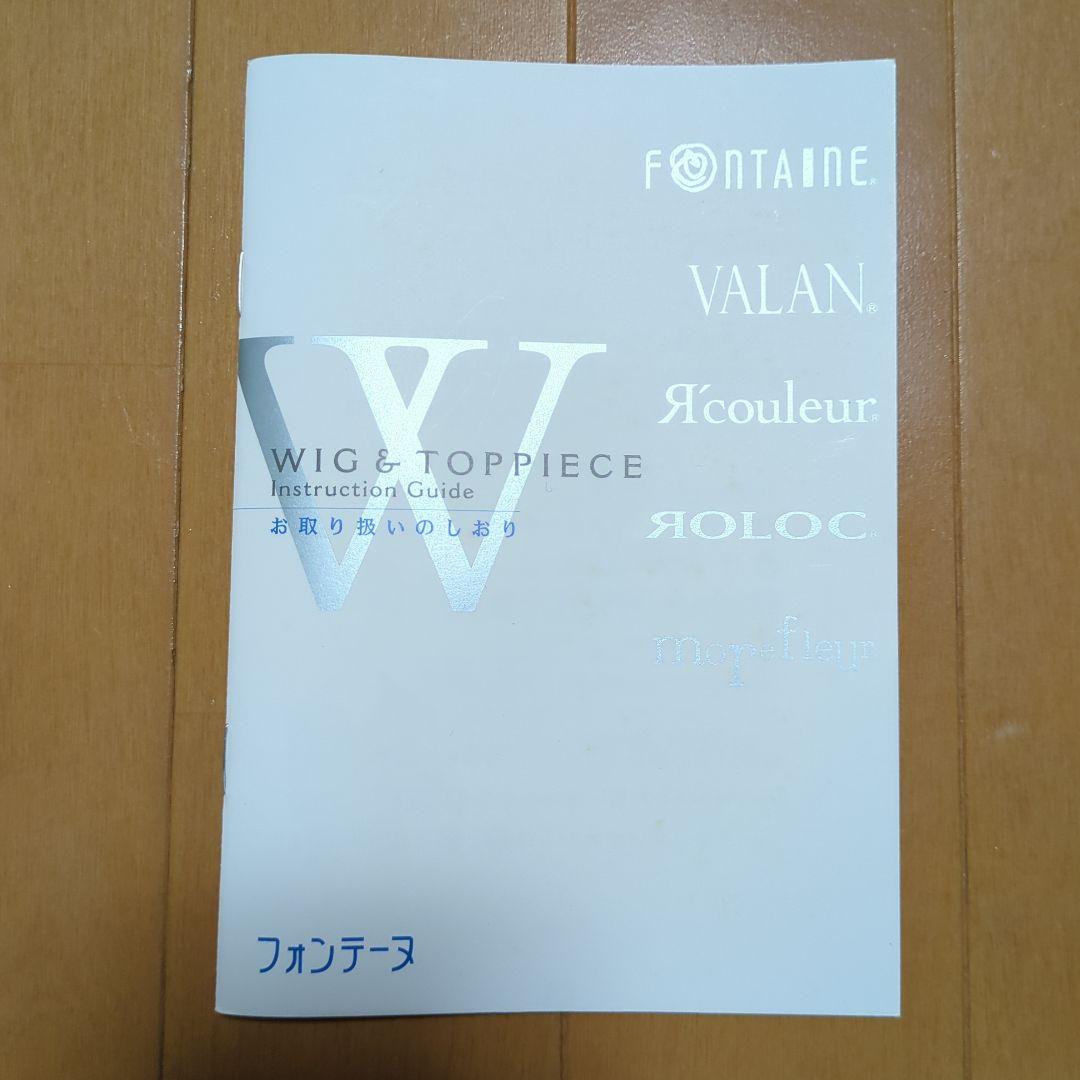 FONTAINE®
VALAN®
Я'couleur®
ЯOLOC®
morefleur
W
WIG & TOPPIECE
Instruction Guide
お取り扱いのしおり
フォンテーヌ